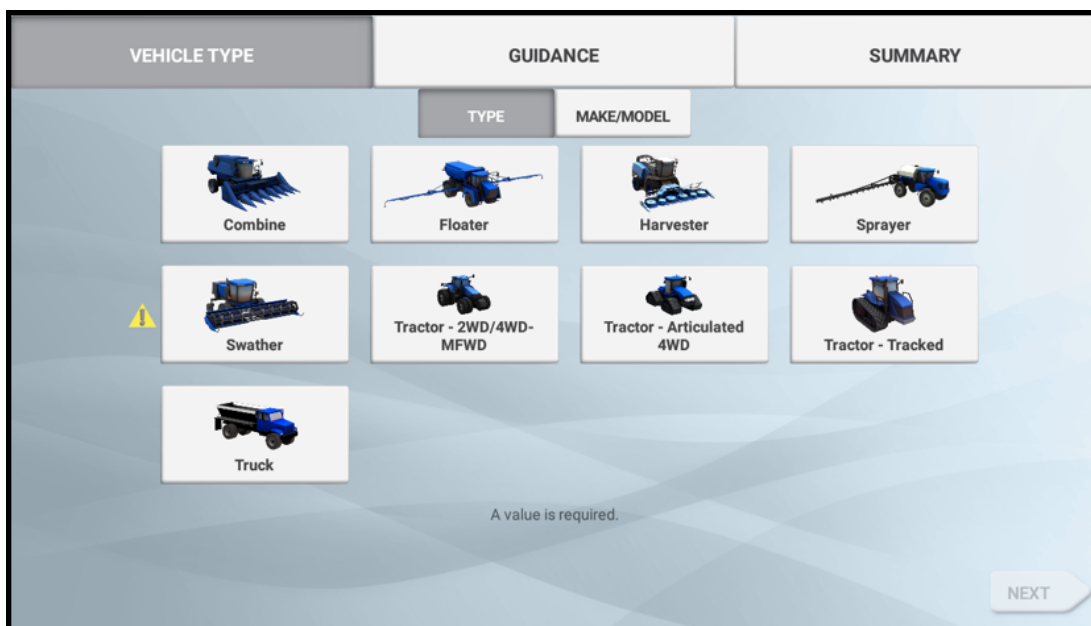 VEHICLE TYPE
GUIDANCE
SUMMARY
TYPE
MAKE/MODEL
Combine
Floater
Harvester
Sprayer
Swather
Tractor - 2WD/4WD-
MFWD
Tractor - Articulated
4WD
Tractor - Tracked
Truck
A value is required.
NEXT